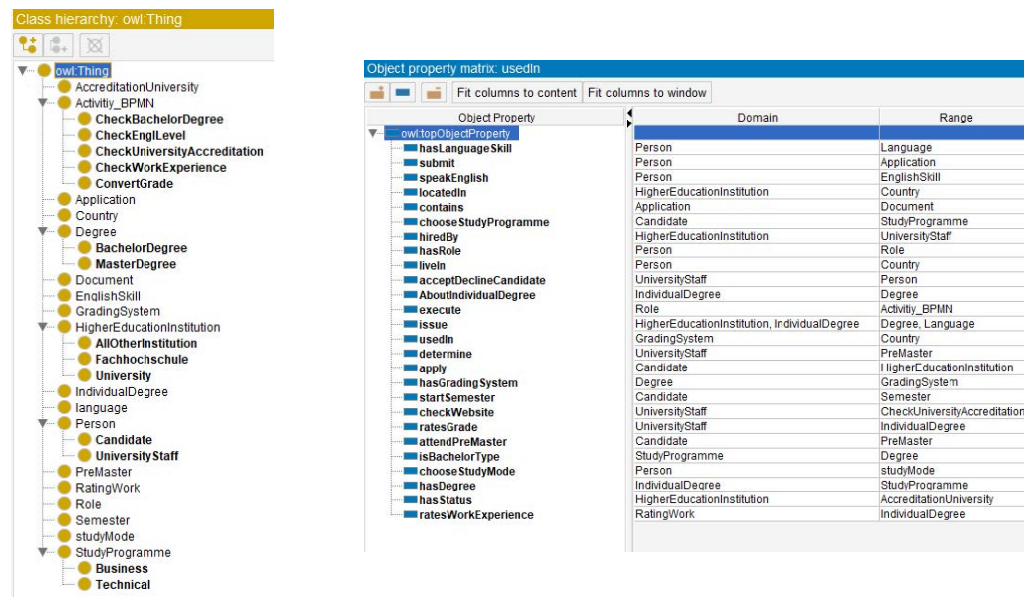 Class hierarchy: owl:Thing
owl:Thing
AccreditationUniversity
Activitiy_BPMN
CheckBachelorDegree
CheckEnglLevel
CheckUniversityAccreditation
CheckWorkExperience
ConvertGrade
Application
Country
Degree
BachelorDegree
MasterDegree
Document
EnglishSkill
GradingSystem
HigherEducationInstitution
AllOtherInstitution
Fachhochschule
University
IndividualDegree
language
Person
Candidate
UniversityStaff
PreMaster
RatingWork
Role
Semester
studyMode
StudyProgramme
Business
Technical
Object property matrix: usedIn
Fit columns to content Fit columns to window
Object Property Domain Range
owl:topObjectProperty
hasLanguageSkill Person Language
submit Person Application
speakEnglish Person EnglishSkill
locatedIn HigherEducationInstitution Country
contains Application Document
chooseStudyProgramme Candidate StudyProgramme
hiredBy HigherEducationInstitution UniversityStaff
hasRole Person Role
liveIn Person Country
acceptDeclineCandidate UniversityStaff Person
AboutIndividualDegree IndividualDegree Degree
execute Role Activitiy_BPMN
issue HigherEducationInstitution, IndividualDegree Degree, Language
usedIn GradingSystem Country
determine UniversityStaff PreMaster
apply Candidate HigherEducationInstitution
hasGradingSystem Degree GradingSystem
startSemester Candidate Semester
checkWebsite UniversityStaff CheckUniversityAccreditation
ratesGrade UniversityStaff IndividualDegree
attendPreMaster Candidate PreMaster
isBachelorType StudyProgramme Degree
chooseStudyMode Person studyMode
hasDegree IndividualDegree StudyProgramme
hasStatus HigherEducationInstitution AccreditationUniversity
ratesWorkExperience RatingWork IndividualDegree